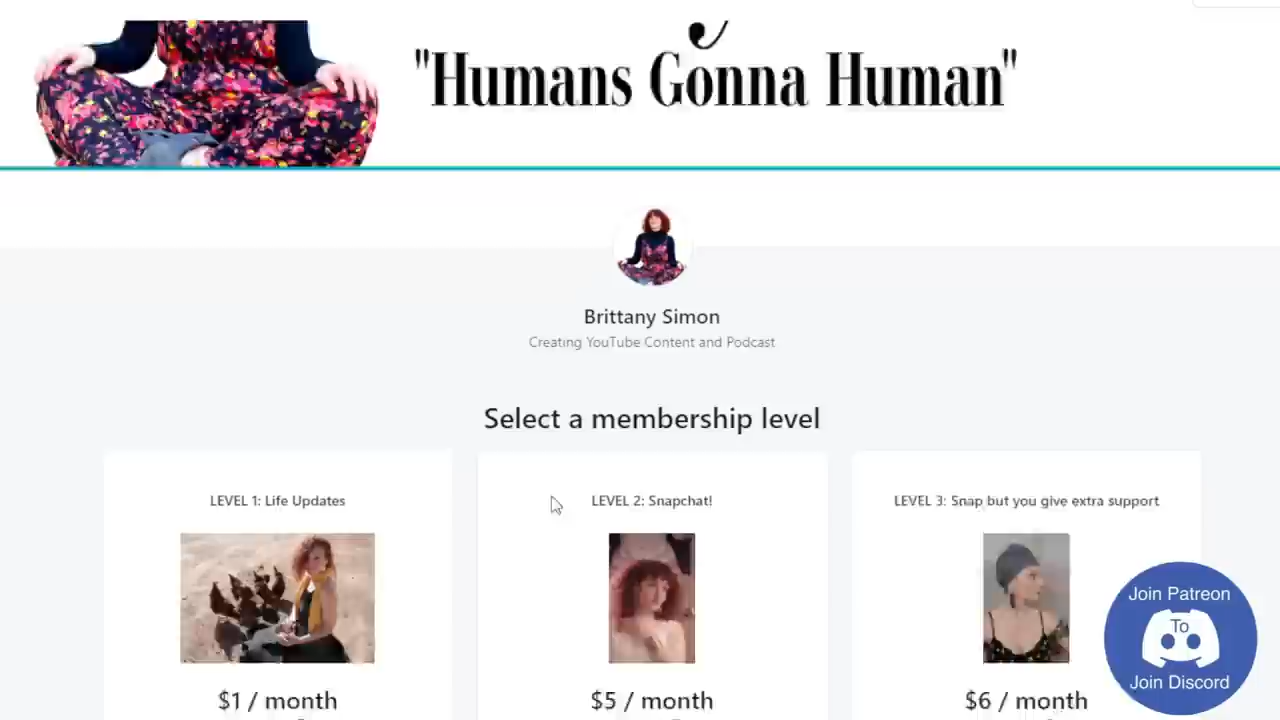 "Humans Gonna Human"
Brittany Simon
Creating YouTube Content and Podcast
Select a membership level
LEVEL 1: Life Updates
LEVEL 2: Snapchat!
LEVEL 3: Snap but you give extra support
$1 / month
$5 / month
$6 / month
Join Patreon
To
Join Discord